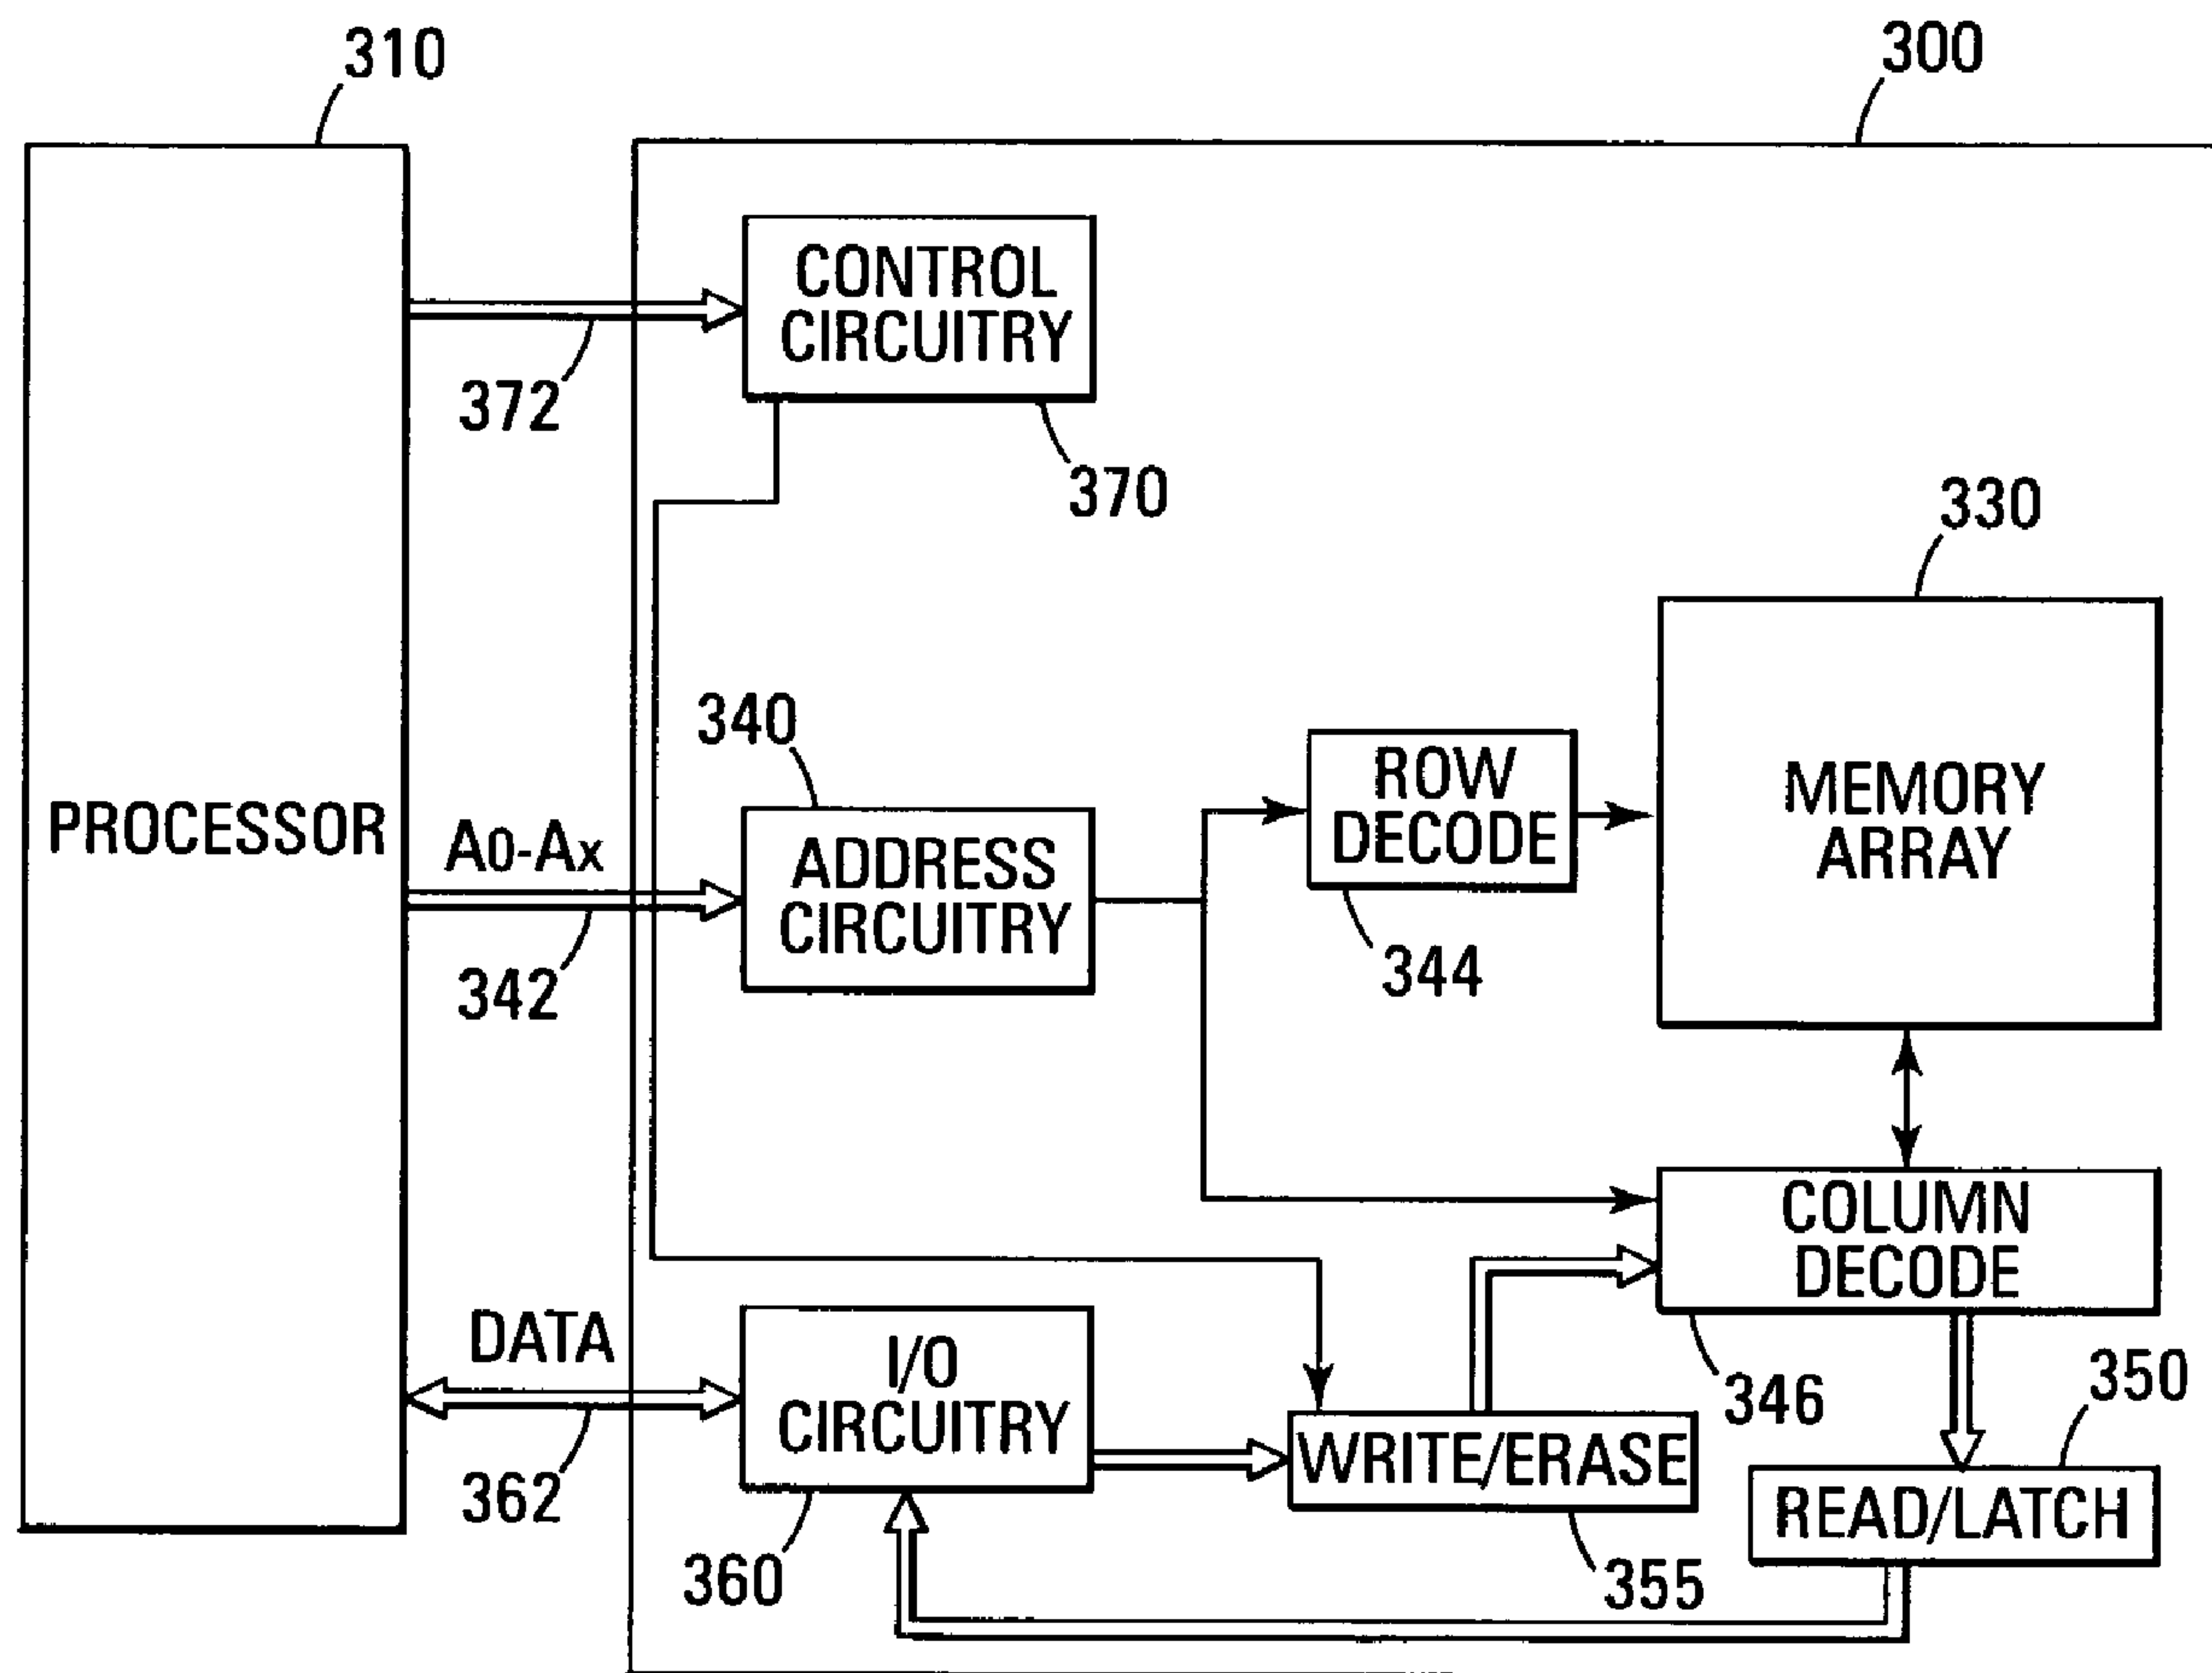 310
300
CONTROL
CIRCUITRY
372
370
330
340
ROW
DECODE
MEMORY
ARRAY
PROCESSOR
A0-Ax
ADDRESS
CIRCUITRY
342
344
COLUMN
DECODE
DATA
I/O
CIRCUITRY
346
350
WRITE/ERASE
READ/LATCH
362
360
355